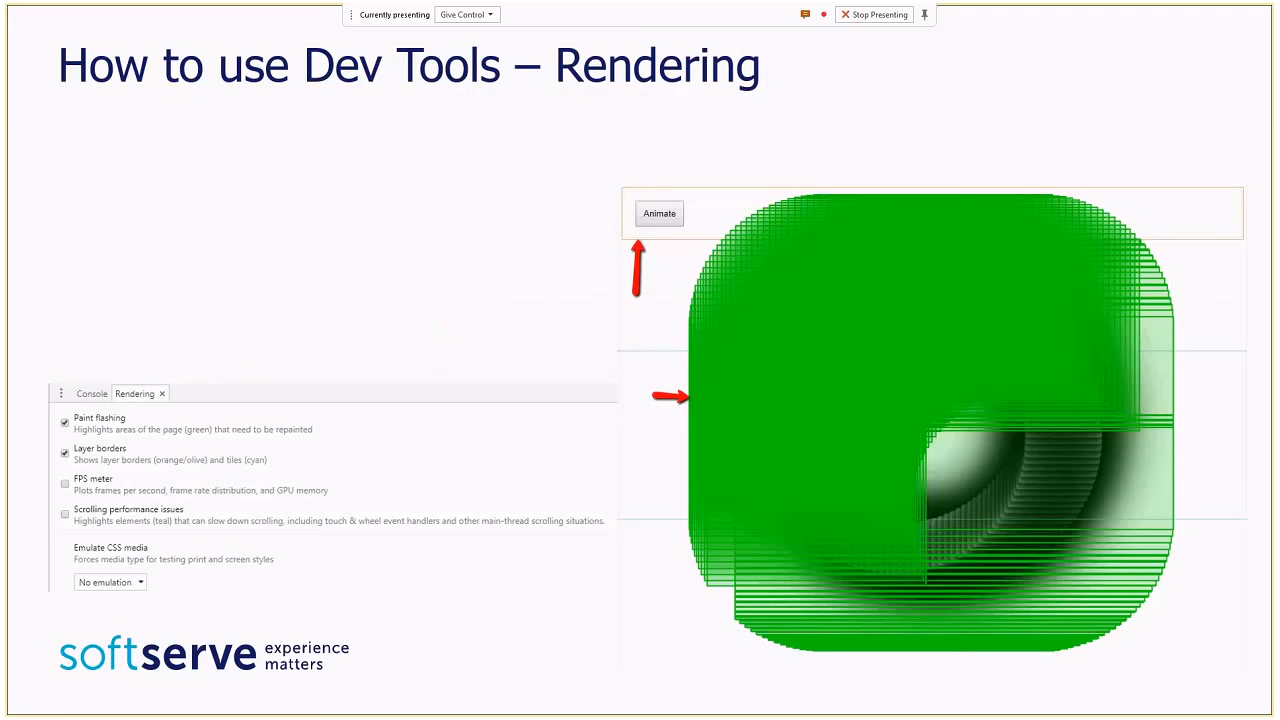 Currently presenting
Give Control
Stop Presenting
How to use Dev Tools – Rendering
Animate
Console
Rendering
Paint flashing
Highlights areas of the page (green) that need to be repainted
Layer borders
Shows layer borders (orange/olive) and tiles (cyan)
FPS meter
Plots frames per second, frame rate distribution, and GPU memory
Scrolling performance issues
Highlights elements (teal) that can slow down scrolling, including touch & wheel event handlers and other main-thread scrolling situations.
Emulate CSS media
Forces media type for testing print and screen styles
No emulation
softserve
experience
matters